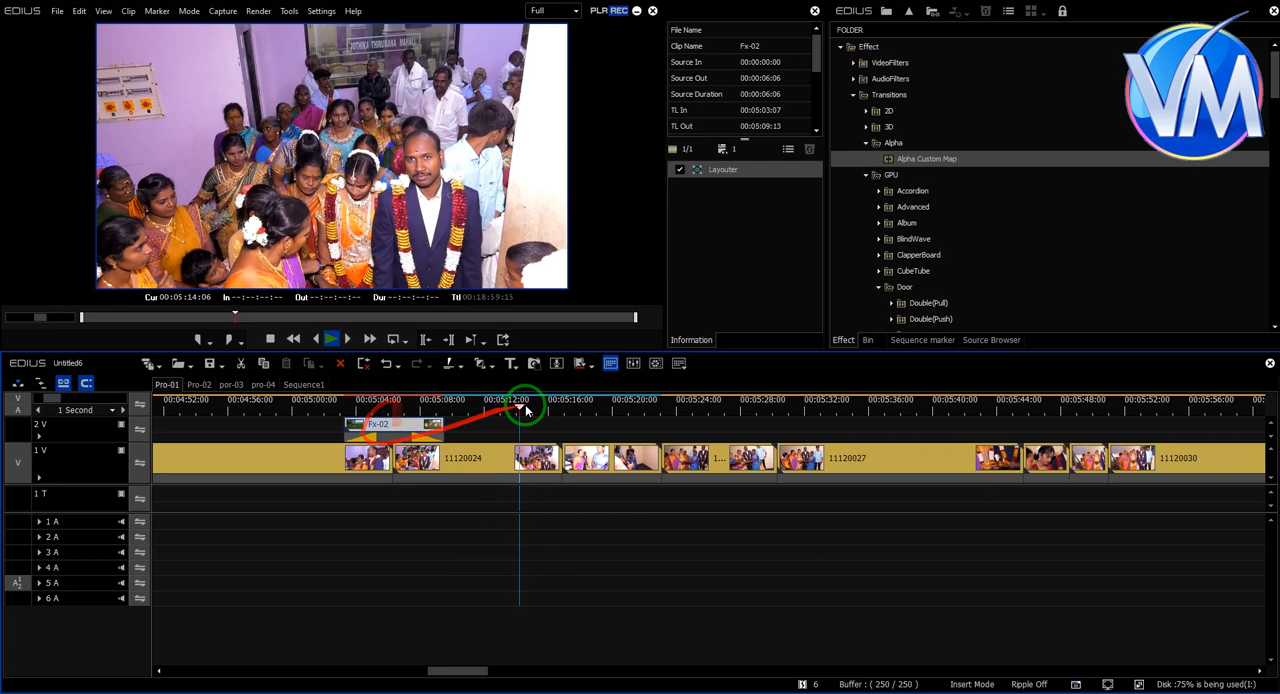 EDIUS File Edit View Clip Marker Mode Capture Render Tools Settings Help
Full
PLR REC
JOTHIKA THIRUMANA MAHALL
Cur 00:05:14:06 In --:--:--:-- Out --:--:--:-- Dur --:--:--:-- Ttl 00:18:59:15
File Name
Clip Name Fx-02
Source In 00:00:00:00
Source Out 00:00:06:06
Source Duration 00:00:06:06
TL In 00:05:03:07
TL Out 00:05:09:13
1/1 1
Layouter
Information
EDIUS
FOLDER
Effect
VideoFilters
AudioFilters
Transitions
2D
3D
Alpha
Alpha Custom Map
GPU
Accordion
Advanced
Album
BlindWave
ClapperBoard
CubeTube
Door
Double(Pull)
Double(Push)
Effect Bin Sequence marker Source Browser
VM
EDIUS Untitled6
Pro-01 Pro-02 por-03 pro-04 Sequence1
V
A
1 Second
00:04:52:00 00:04:56:00 00:05:00:00 00:05:04:00 00:05:08:00 00:05:12:00 00:05:16:00 00:05:20:00 00:05:24:00 00:05:28:00 00:05:32:00 00:05:36:00 00:05:40:00 00:05:44:00 00:05:48:00 00:05:52:00 00:05:56:00
2 V
Fx-02
V
1 V
11120024 1... 11120027 11120030
1 T
1 A
2 A
3 A
4 A
5 A
6 A
6 Buffer : ( 250 / 250 ) Insert Mode Ripple Off Disk :75% is being used(I:)